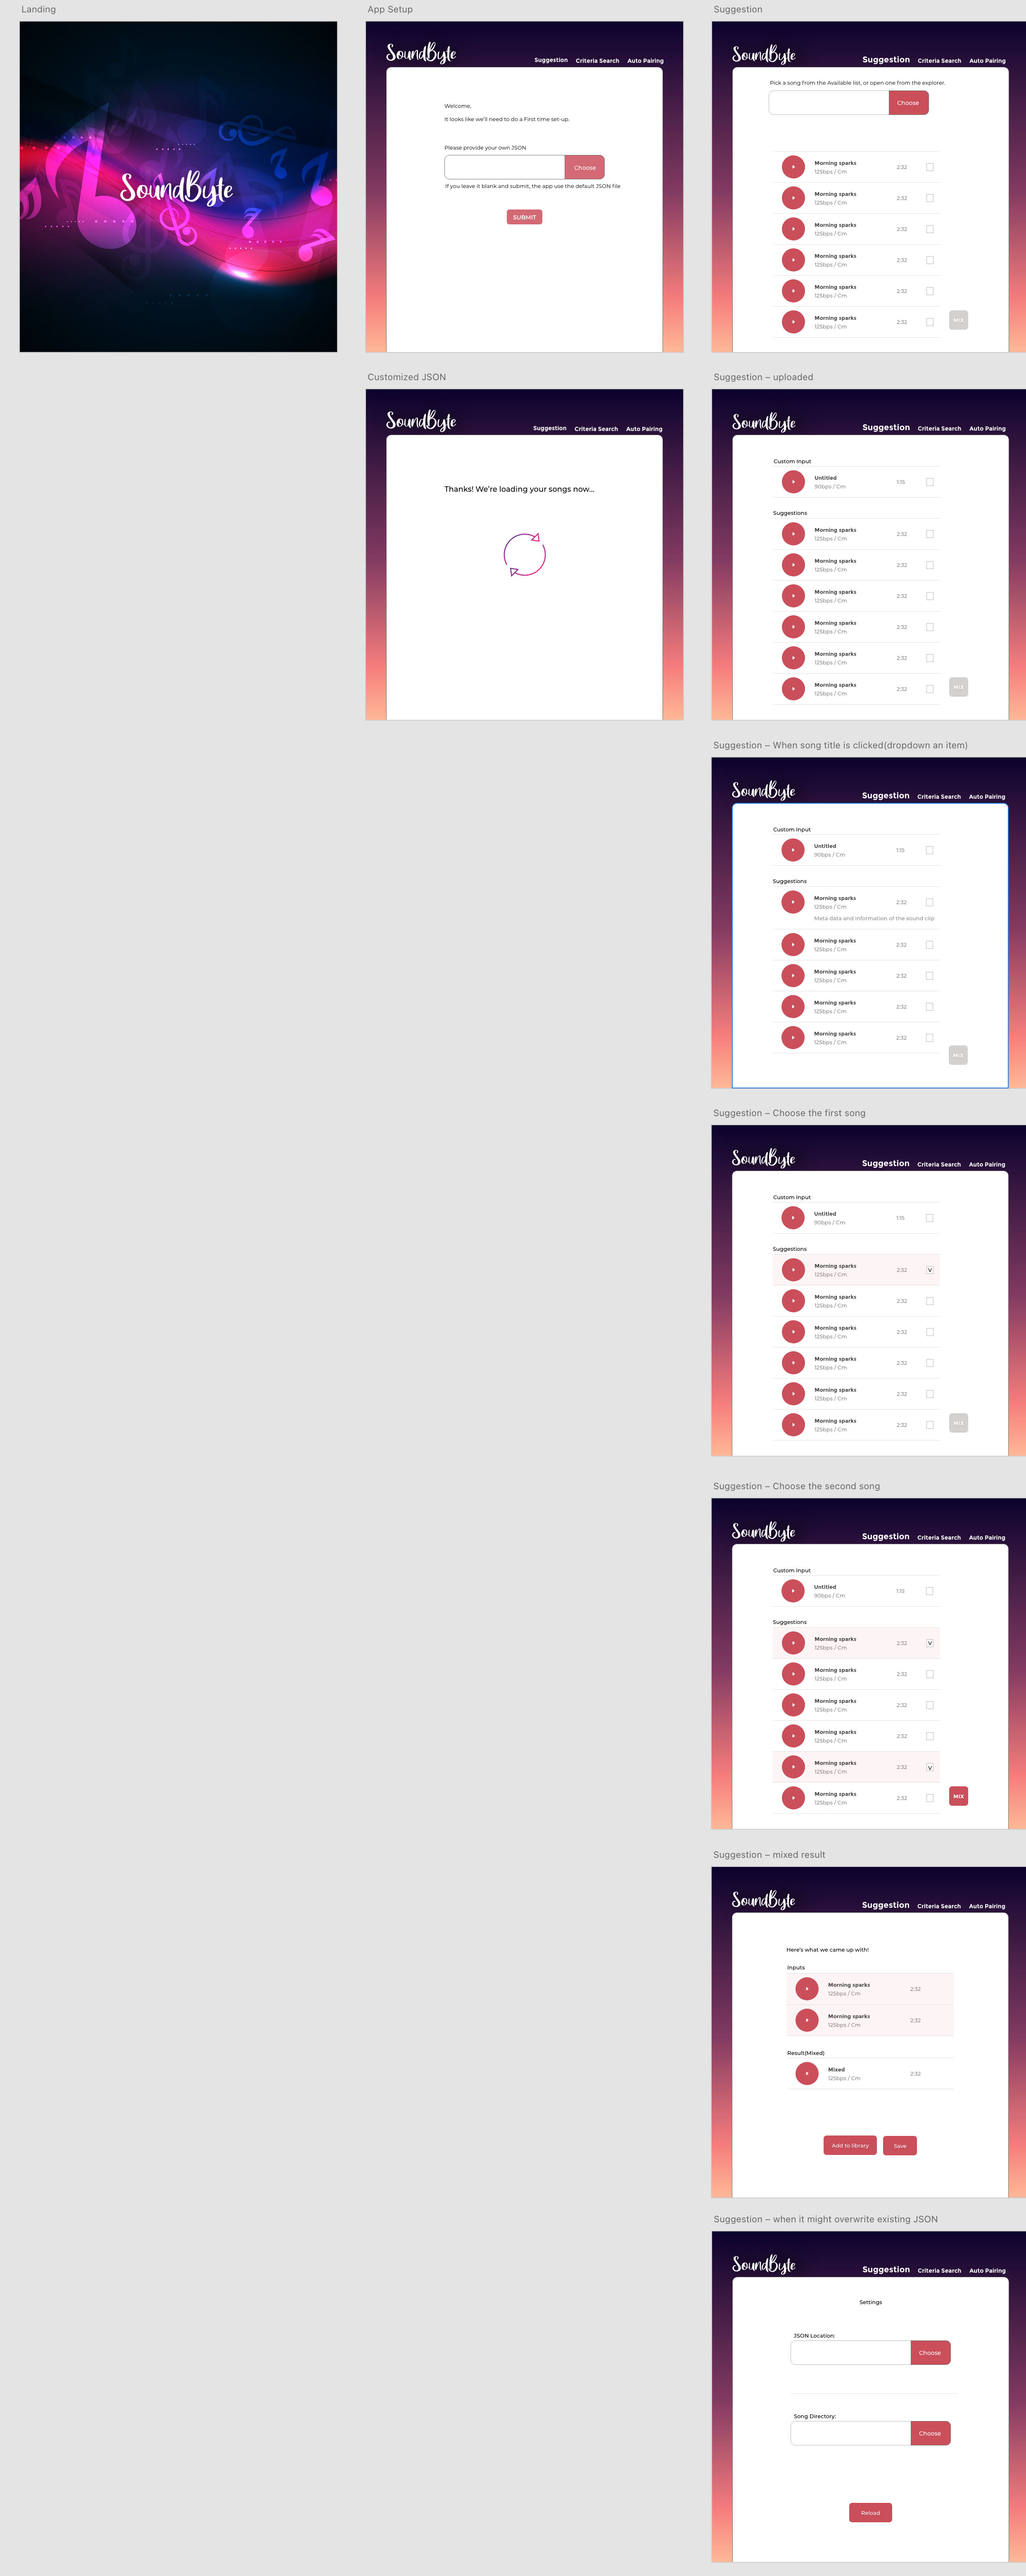 Landing
SoundByte
App Setup
SoundByte
Suggestion Criteria Search Auto Pairing
Welcome,
It looks like we'll need to do a First time set-up.
Please provide your own JSON
Choose
If you leave it blank and submit, the app use the default JSON file
SUBMIT
Suggestion
SoundByte
Suggestion Criteria Search Auto Pairing
Pick a song from the Available list, or open one from the explorer.
Choose
Morning sparks
125bps / Cm
2:32
Morning sparks
125bps / Cm
2:32
Morning sparks
125bps / Cm
2:32
Morning sparks
125bps / Cm
2:32
Morning sparks
125bps / Cm
2:32
Morning sparks
125bps / Cm
2:32
MIX
Customized JSON
SoundByte
Suggestion Criteria Search Auto Pairing
Thanks! We're loading your songs now...
Suggestion – uploaded
SoundByte
Suggestion Criteria Search Auto Pairing
Custom Input
Untitled
90bps / Cm
1:15
Suggestions
Morning sparks
125bps / Cm
2:32
Morning sparks
125bps / Cm
2:32
Morning sparks
125bps / Cm
2:32
Morning sparks
125bps / Cm
2:32
Morning sparks
125bps / Cm
2:32
Morning sparks
125bps / Cm
2:32
MIX
Suggestion – When song title is clicked(dropdown an item)
SoundByte
Suggestion Criteria Search Auto Pairing
Custom Input
Untitled
90bps / Cm
1:15
Suggestions
Morning sparks
125bps / Cm
2:32
Meta data and information of the sound clip
Morning sparks
125bps / Cm
2:32
Morning sparks
125bps / Cm
2:32
Morning sparks
125bps / Cm
2:32
Morning sparks
125bps / Cm
2:32
MIX
Suggestion – Choose the first song
SoundByte
Suggestion Criteria Search Auto Pairing
Custom Input
Untitled
90bps / Cm
1:15
Suggestions
Morning sparks
125bps / Cm
2:32
V
Morning sparks
125bps / Cm
2:32
Morning sparks
125bps / Cm
2:32
Morning sparks
125bps / Cm
2:32
Morning sparks
125bps / Cm
2:32
Morning sparks
125bps / Cm
2:32
MIX
Suggestion – Choose the second song
SoundByte
Suggestion Criteria Search Auto Pairing
Custom Input
Untitled
90bps / Cm
1:15
Suggestions
Morning sparks
125bps / Cm
2:32
V
Morning sparks
125bps / Cm
2:32
Morning sparks
125bps / Cm
2:32
Morning sparks
125bps / Cm
2:32
Morning sparks
125bps / Cm
2:32
V
Morning sparks
125bps / Cm
2:32
MIX
Suggestion – mixed result
SoundByte
Suggestion Criteria Search Auto Pairing
Here's what we came up with!
Inputs
Morning sparks
125bps / Cm
2:32
Morning sparks
125bps / Cm
2:32
Result(Mixed)
Mixed
125bps / Cm
2:32
Add to library
Save
Suggestion – when it might overwrite existing JSON
SoundByte
Suggestion Criteria Search Auto Pairing
Settings
JSON Location:
Choose
Song Directory:
Choose
Reload